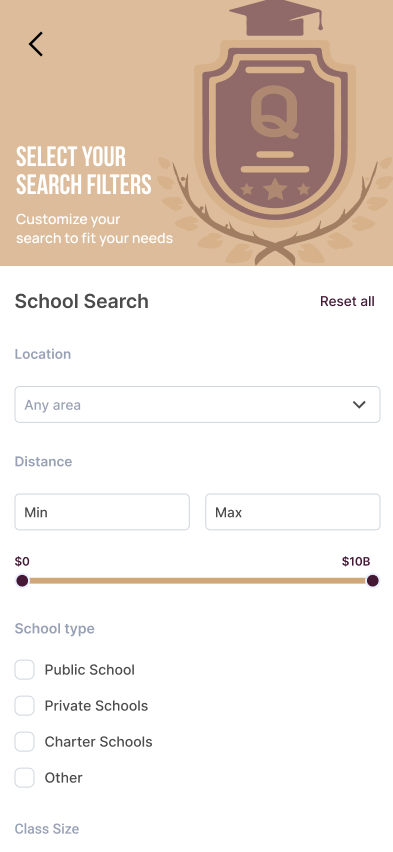 Q
SELECT YOUR
SEARCH FILTERS
Customize your
search to fit your needs
School Search
Reset all
Location
Any area
Distance
Min
Max
$0
$10B
School type
Public School
Private Schools
Charter Schools
Other
Class Size